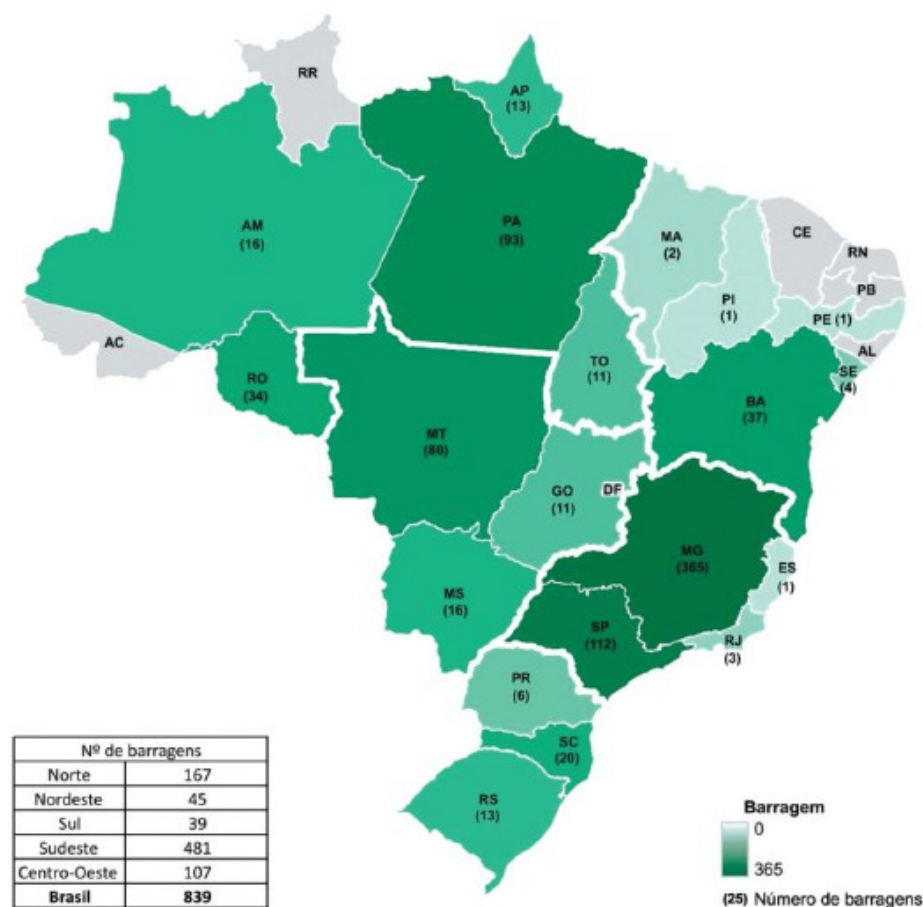 RR
AP
(13)
AM
(16)
PA
(93)
MA
(2)
CE
RN
PB
PI
(1)
PE (1)
AL
SE
(4)
AC
RO
(34)
TO
(11)
BA
(37)
MT
(80)
GO
(11)
DF
MG
(365)
ES
(1)
MS
(16)
SP
(112)
RJ
(3)
PR
(6)
SC
(20)
RS
(13)
Nº de barragens
Norte 167
Nordeste 45
Sul 39
Sudeste 481
Centro-Oeste 107
Brasil 839
Barragem
0
365
(25) Número de barragens